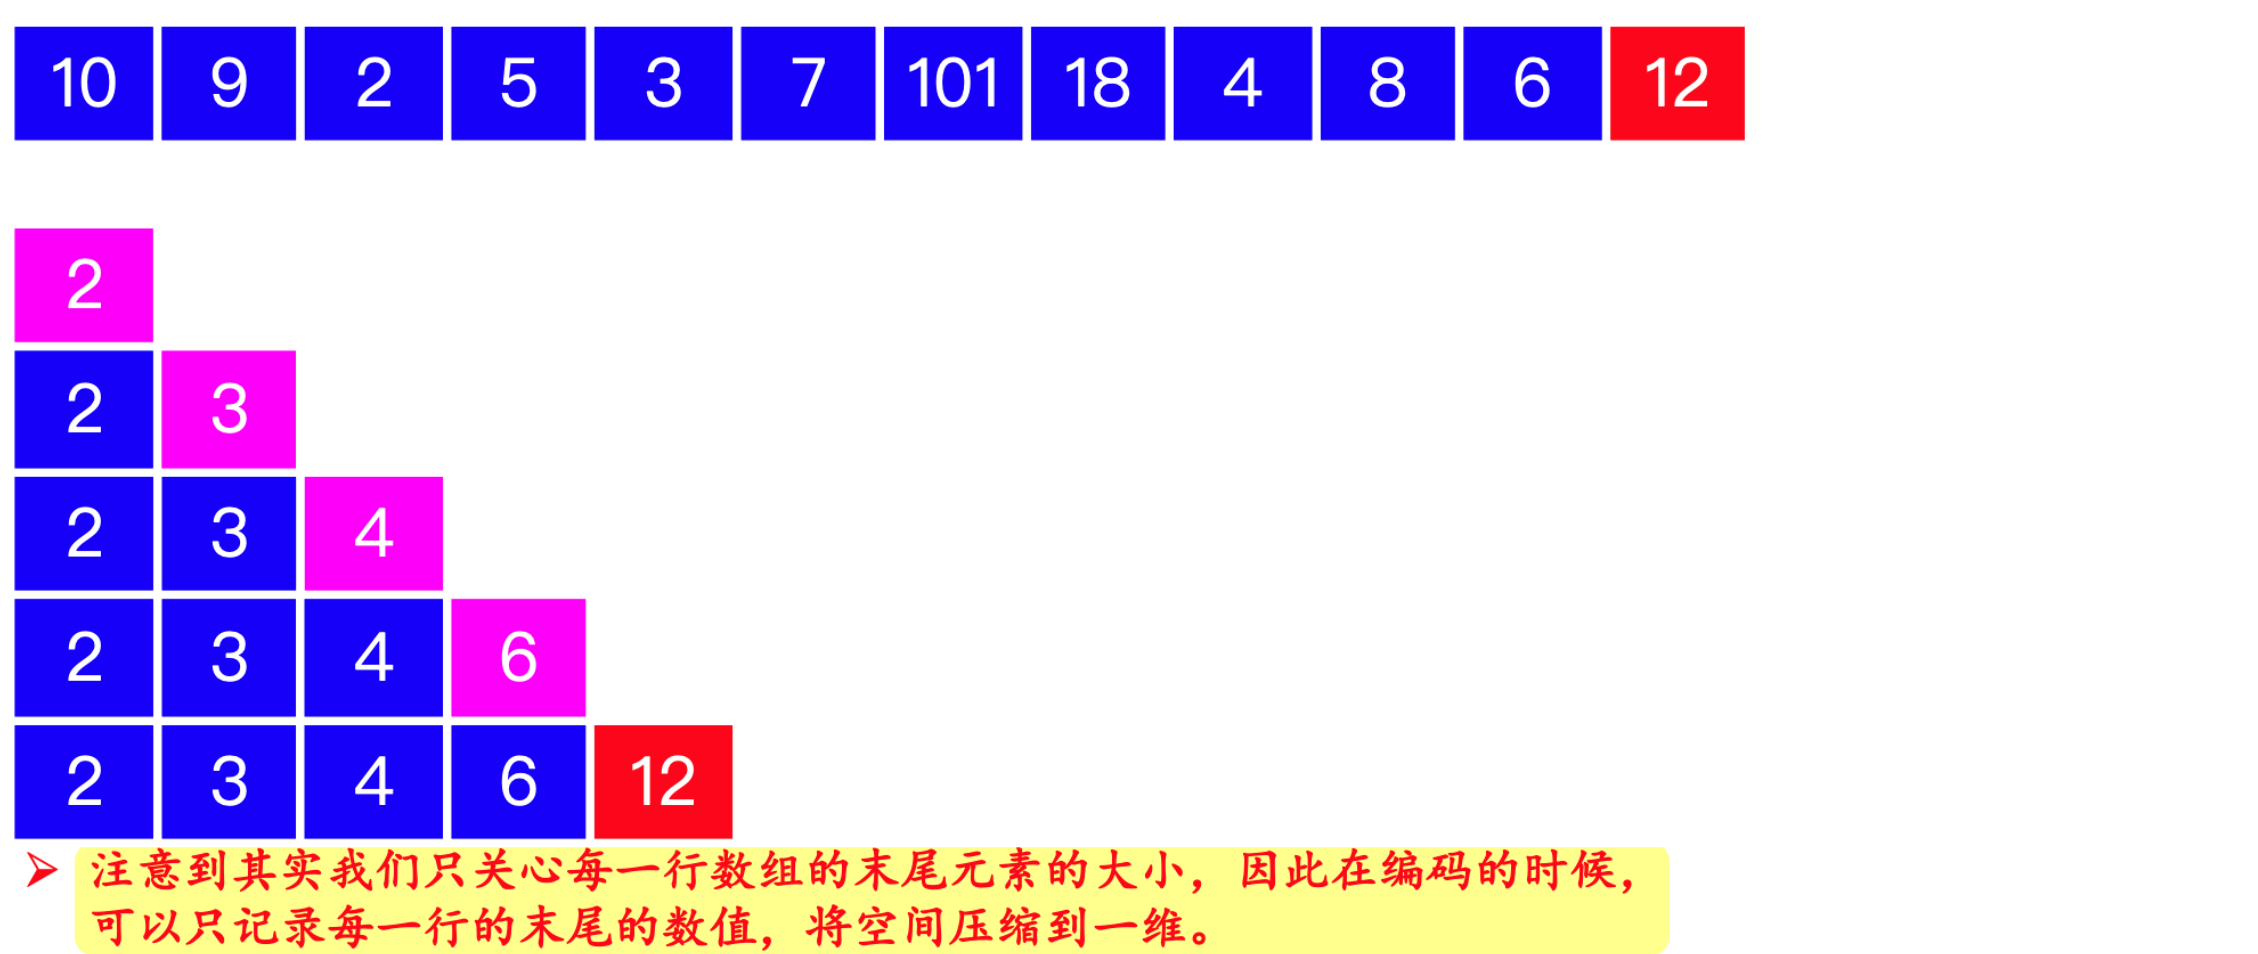 10 9 2 5 3 7 101 18 4 8 6 12
2
2 3
2 3 4
2 3 4 6
2 3 4 6 12
注意到其实我们只关心每一行数组的末尾元素的大小，因此在编码的时候，
可以只记录每一行的末尾的数值，将空间压缩到一维。